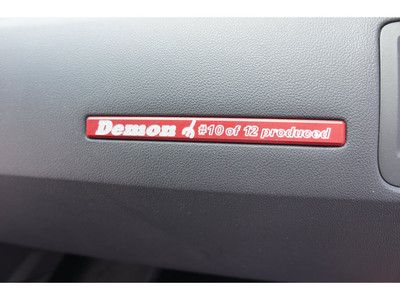 Demon #10 of 12 produced